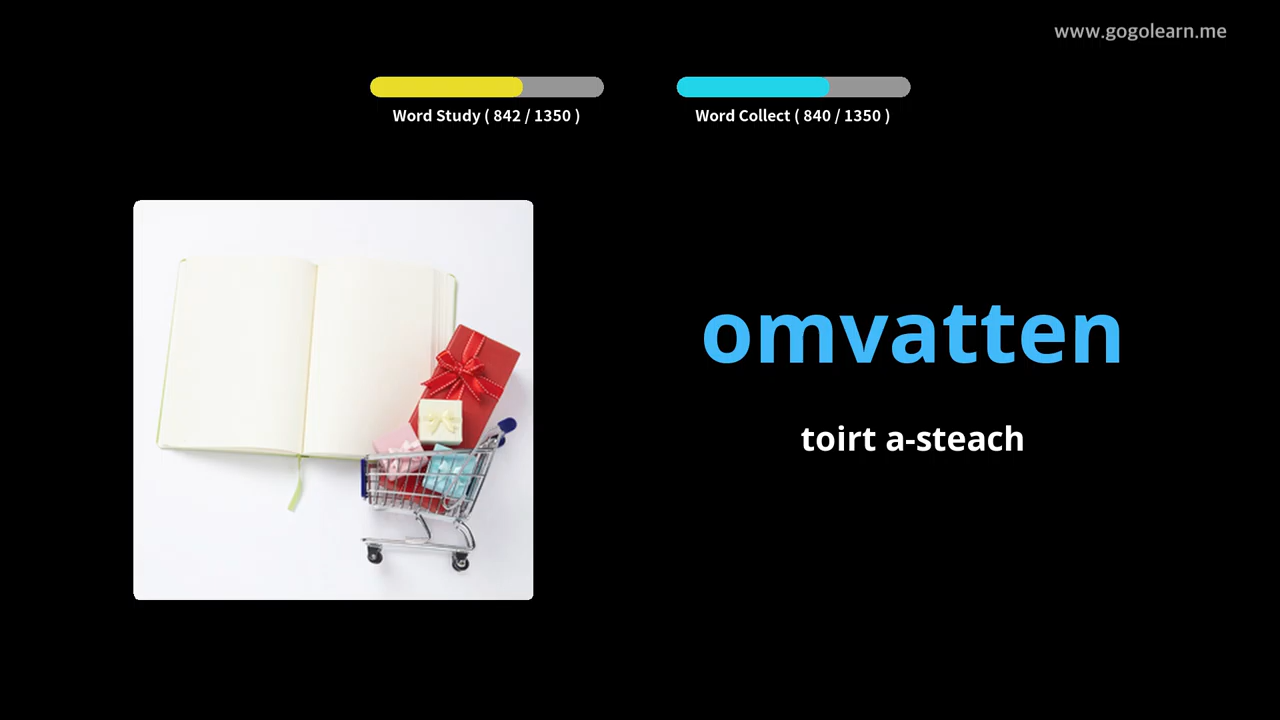 www.gogolearn.me
Word Study ( 842 / 1350 )
Word Collect ( 840 / 1350 )
omvatten
toirt a-steach